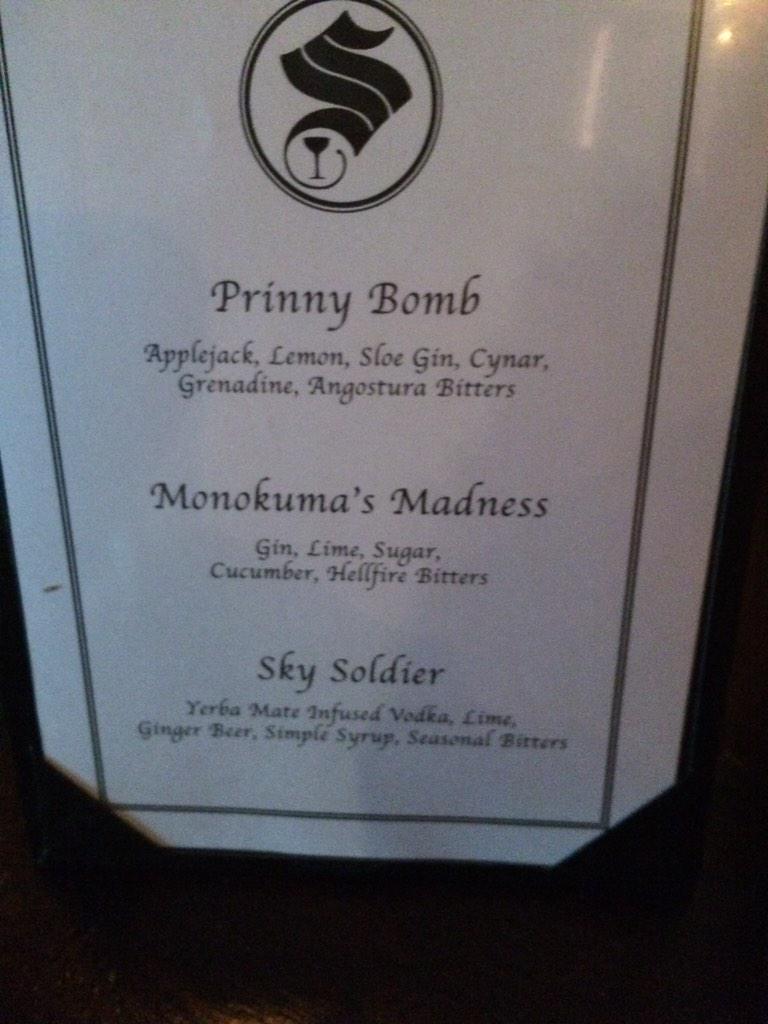 S
Prinny Bomb
Applejack, Lemon, Sloe Gin, Cynar,
Grenadine, Angostura Bitters
Monokuma's Madness
Gin, Lime, Sugar,
Cucumber, Hellfire Bitters
Sky Soldier
Yerba Mate Infused Vodka, Lime,
Ginger Beer, Simple Syrup, Seasonal Bitters